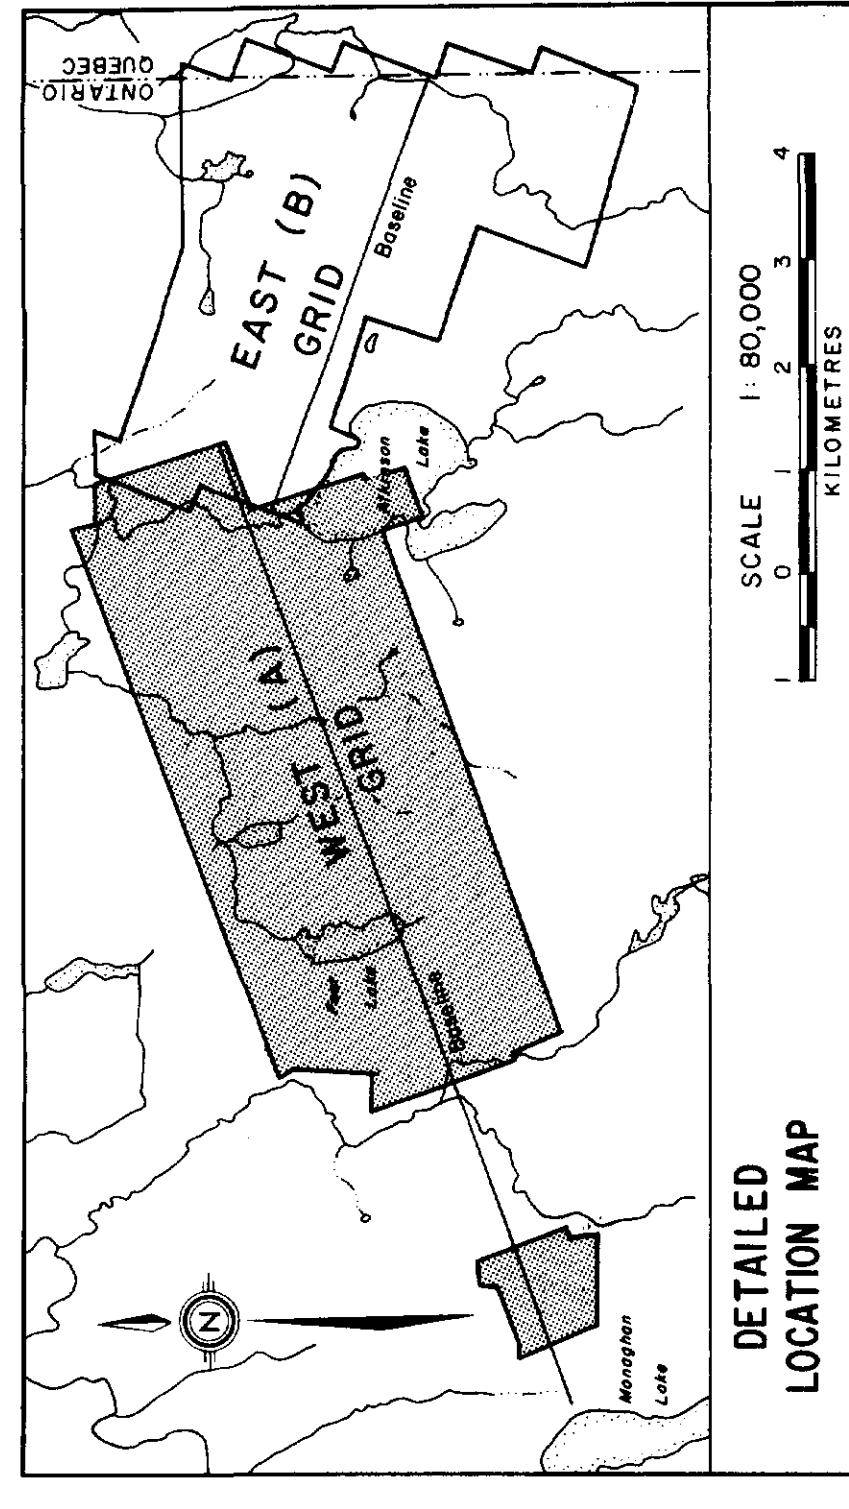 ONTARIO
QUEBEC
EAST (B)
GRID
Baseline
Atkinson
Lake
WEST (A)
GRID
Lake
Baseline
N
Monaghan
Lake
DETAILED
LOCATION MAP
SCALE 1:80,000
1 0 1 2 3 4
KILOMETRES